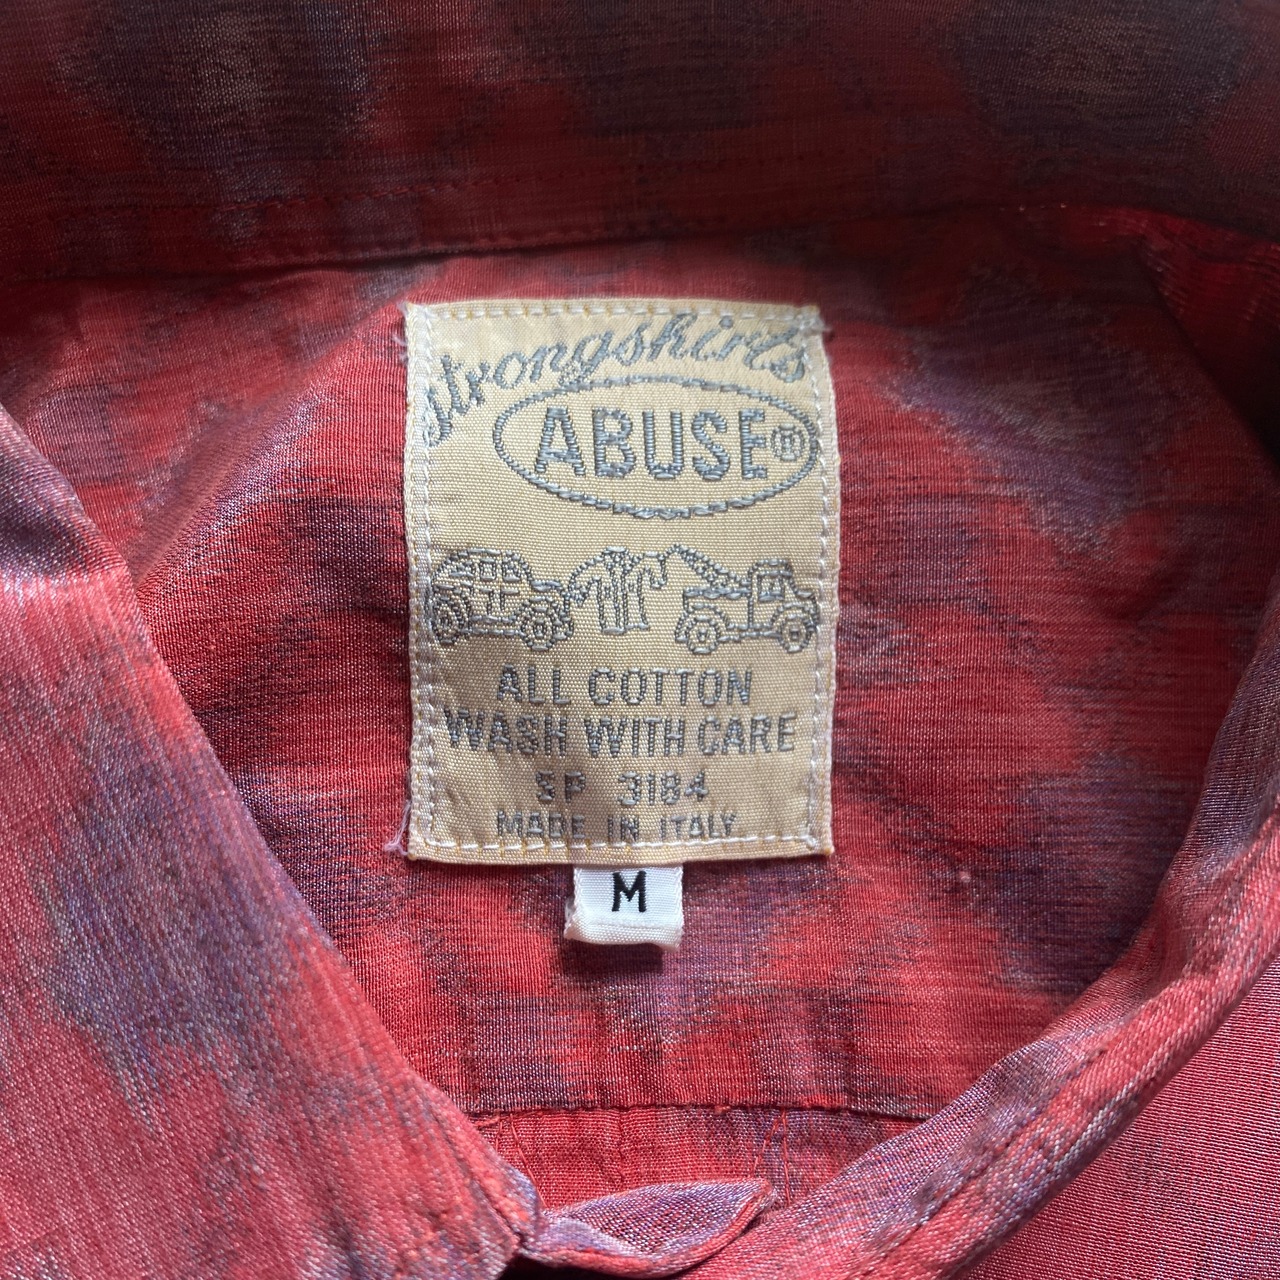 strongshirts
ABUSE®
ALL COTTON
WASH WITH CARE
SP 3184
MADE IN ITALY
M